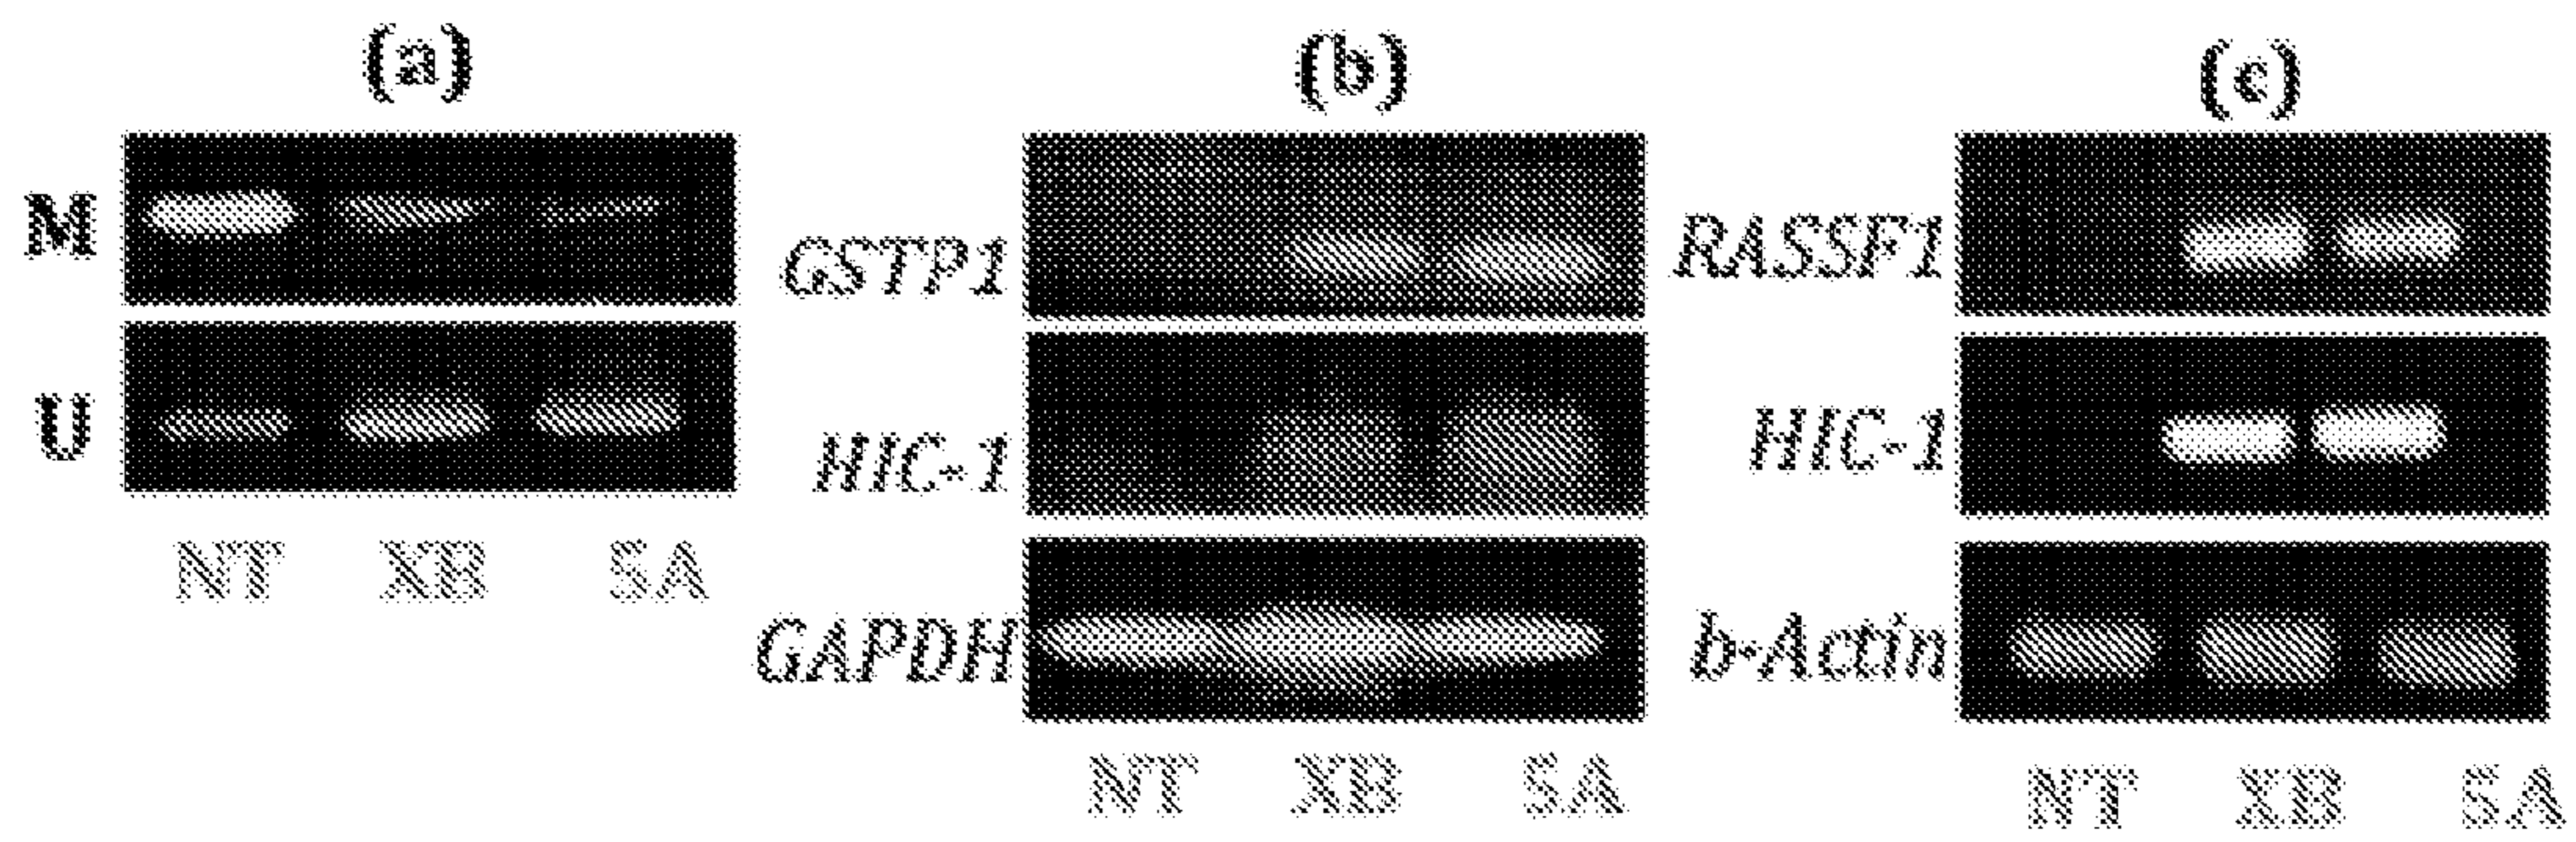 (a)
M
U
NT XB SA
(b)
GSTP1
HIC-1
GAPDH
NT XB SA
(c)
RASSF1
HIC-1
b-Actin
NT XB SA